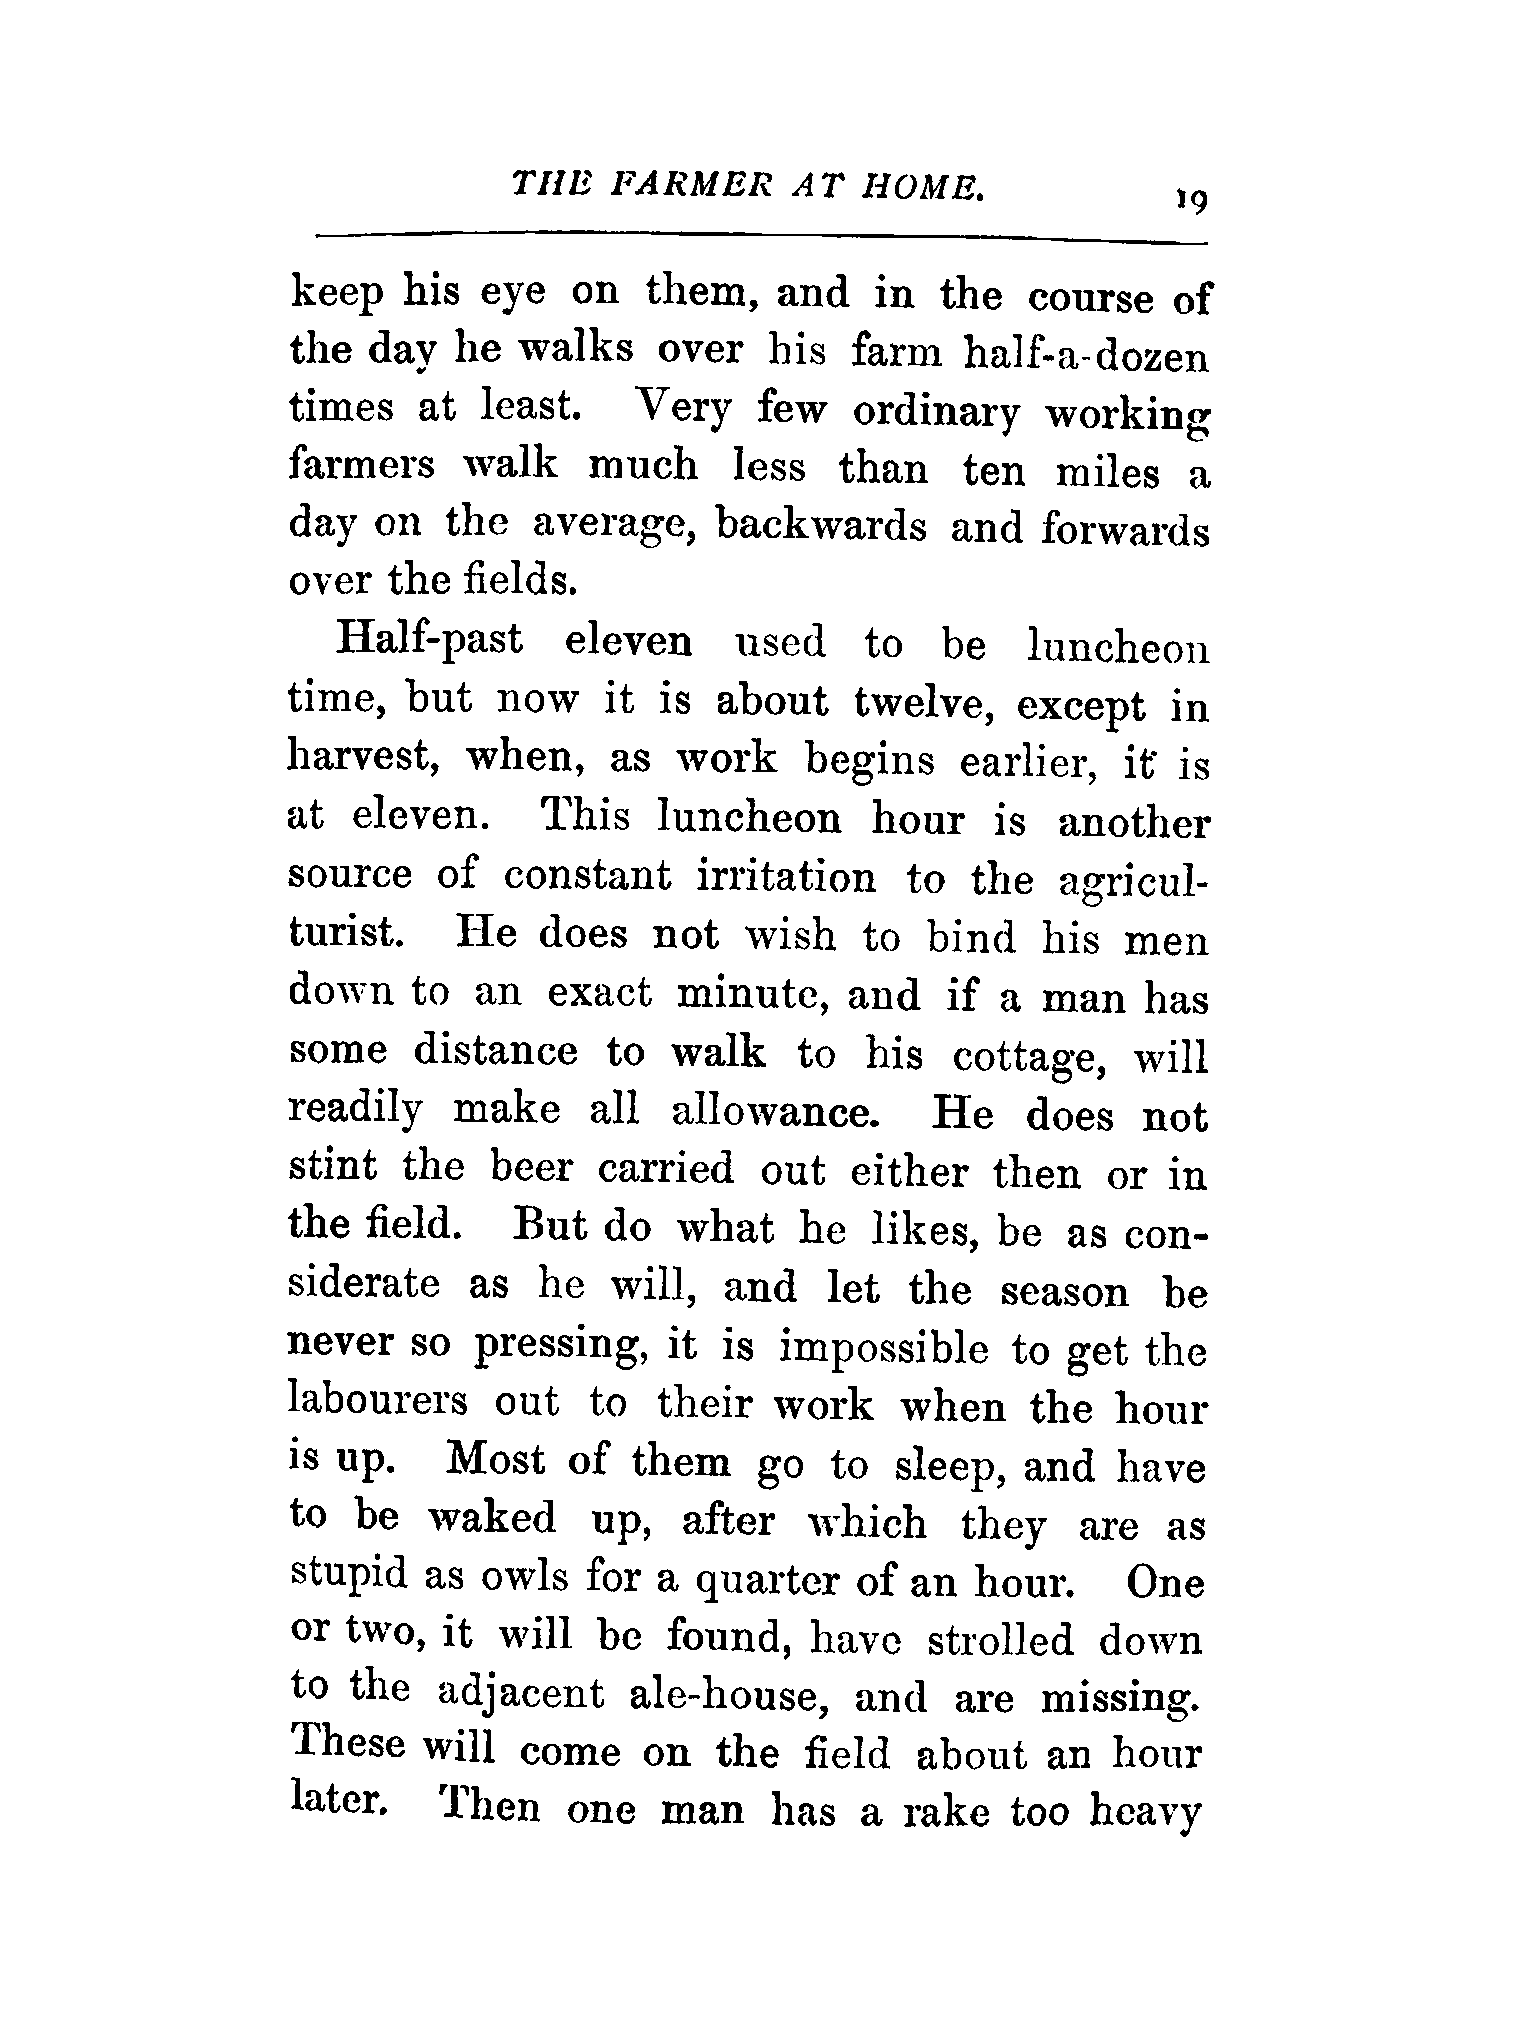 THE FARMER AT HOME. 19
keep his eye on them, and in the course of
the day he walks over his farm half-a-dozen
times at least. Very few ordinary working
farmers walk much less than ten miles a
day on the average, backwards and forwards
over the fields.
Half-past eleven used to be luncheon
time, but now it is about twelve, except in
harvest, when, as work begins earlier, it is
at eleven. This luncheon hour is another
source of constant irritation to the agricul-
turist. He does not wish to bind his men
down to an exact minute, and if a man has
some distance to walk to his cottage, will
readily make all allowance. He does not
stint the beer carried out either then or in
the field. But do what he likes, be as con-
siderate as he will, and let the season be
never so pressing, it is impossible to get the
labourers out to their work when the hour
is up. Most of them go to sleep, and have
to be waked up, after which they are as
stupid as owls for a quarter of an hour. One
or two, it will be found, have strolled down
to the adjacent ale-house, and are missing.
These will come on the field about an hour
later. Then one man has a rake too heavy